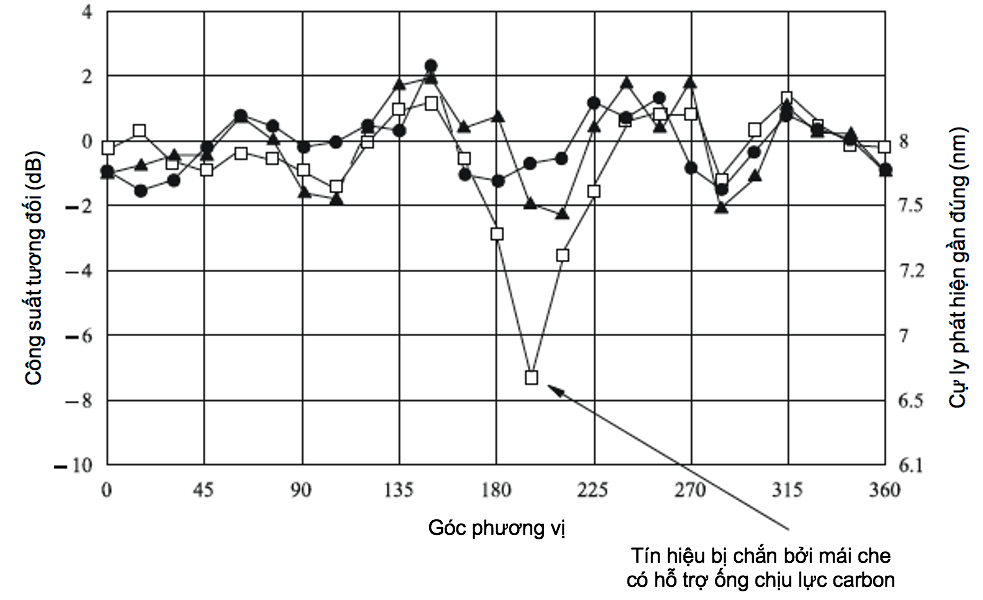 Công suất tương đối (dB)
4
2
0
−2
−4
−6
−8
−10
8
7.5
7.2
7
6.5
6.1
Cự ly phát hiện gần đúng (nm)
0 45 90 135 180 225 270 315 360
Góc phương vị
Tín hiệu bị chắn bởi mái che
có hỗ trợ ống chịu lực carbon